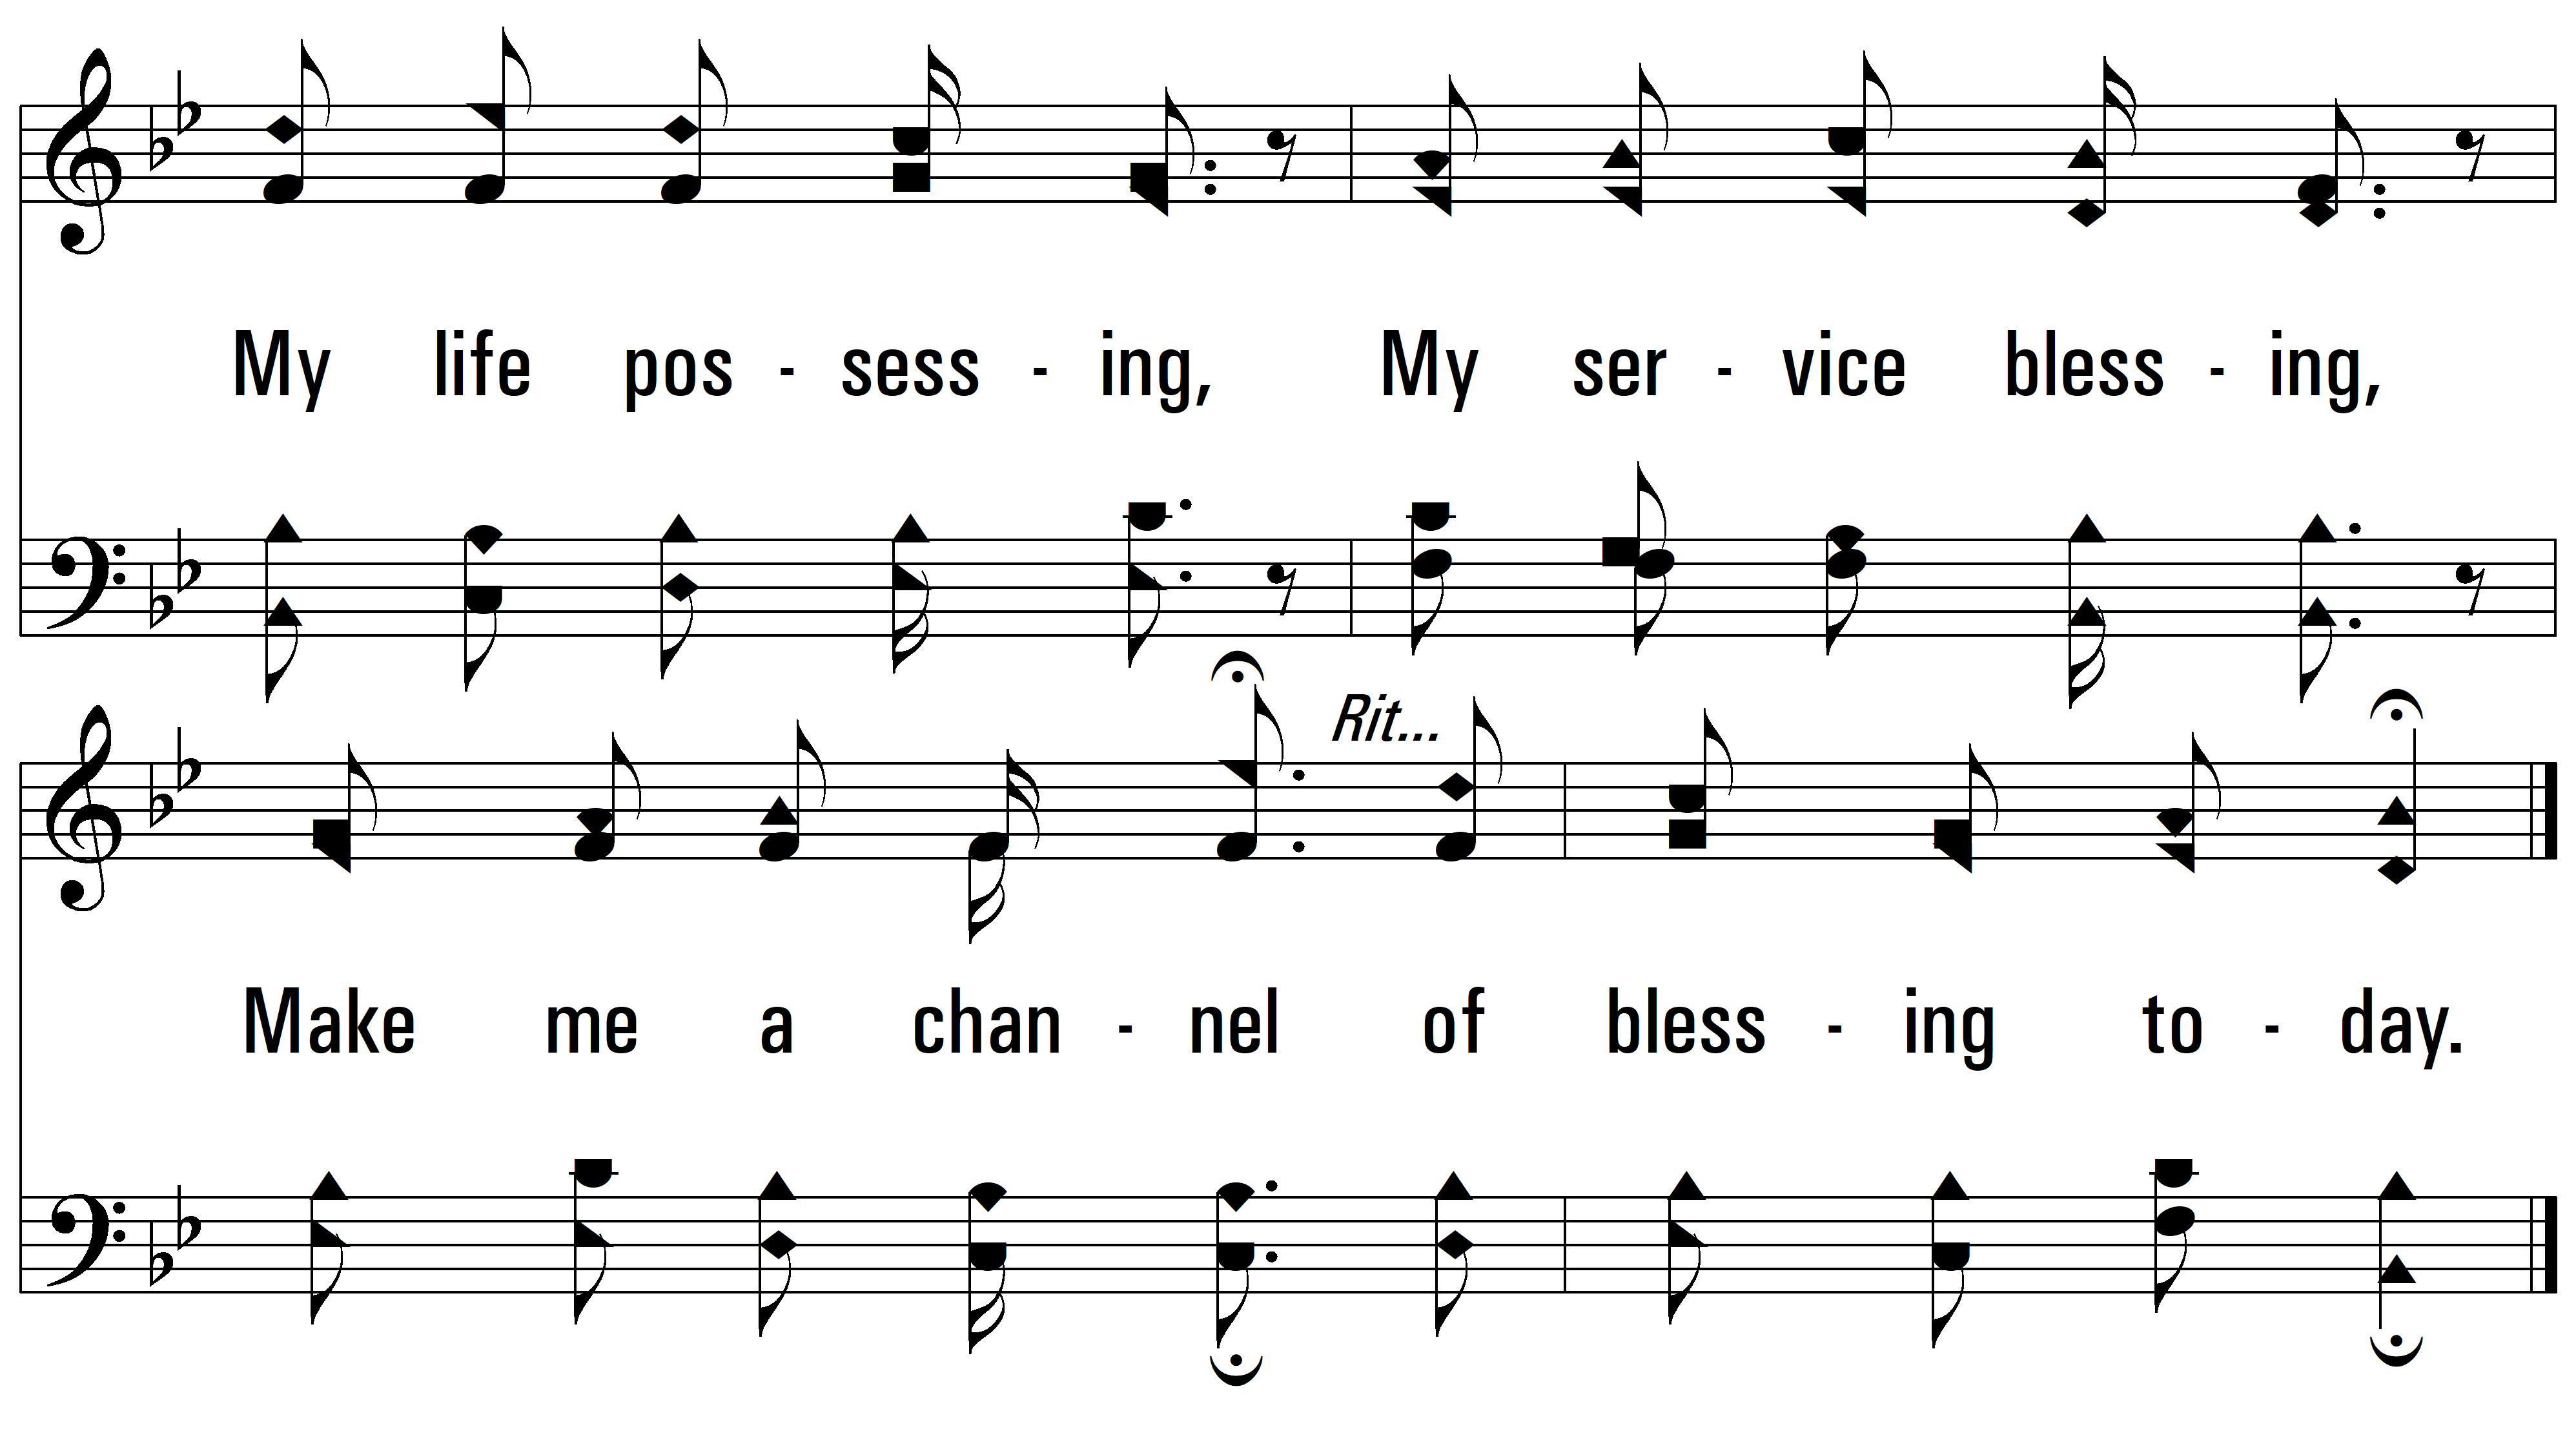 My life pos - sess - ing, My ser - vice bless - ing,
Rit...
Make me a chan - nel of bless - ing to - day.